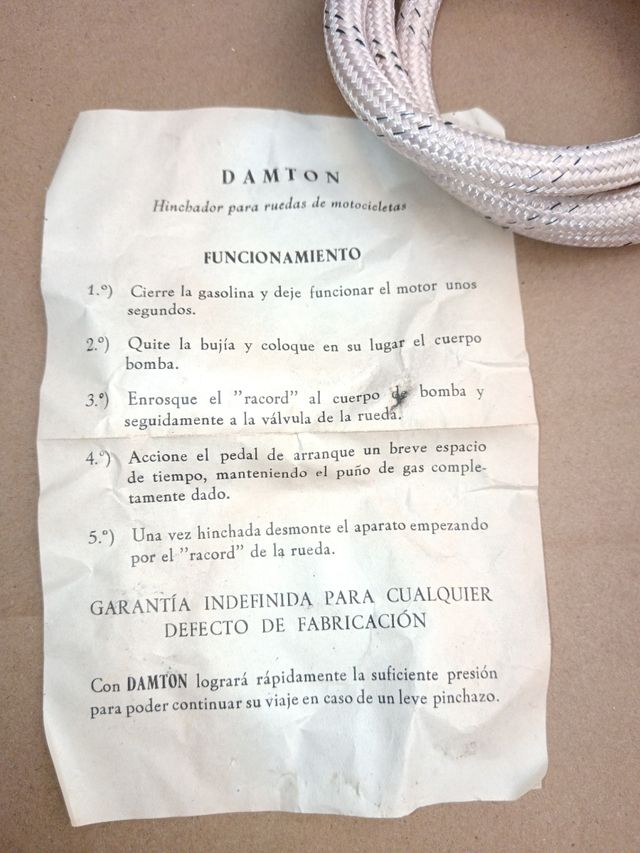 DAMTON
Hinchador para ruedas de motocicletas
FUNCIONAMIENTO
1.º) Cierre la gasolina y deje funcionar el motor unos
segundos.
2.º) Quite la bujía y coloque en su lugar el cuerpo
bomba.
3.º) Enrosque el "racord" al cuerpo de bomba y
seguidamente a la válvula de la rueda.
4.º) Accione el pedal de arranque un breve espacio
de tiempo, manteniendo el puño de gas comple-
tamente dado.
5.º) Una vez hinchada desmonte el aparato empezando
por el "racord" de la rueda.
GARANTÍA INDEFINIDA PARA CUALQUIER
DEFECTO DE FABRICACIÓN
Con DAMTON logrará rápidamente la suficiente presión
para poder continuar su viaje en caso de un leve pinchazo.